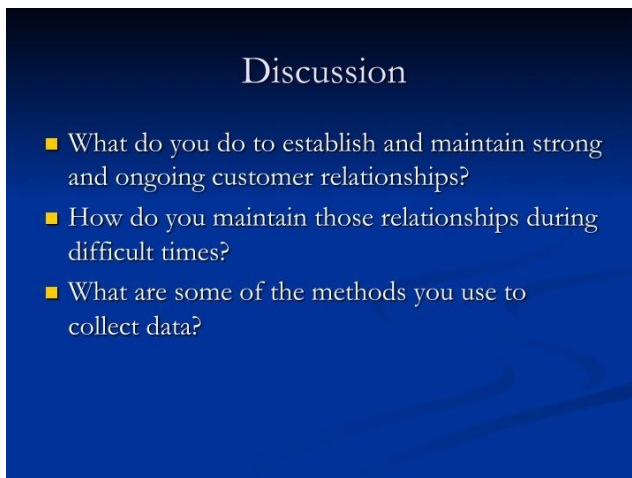 Discussion
What do you do to establish and maintain strong
and ongoing customer relationships?
How do you maintain those relationships during
difficult times?
What are some of the methods you use to
collect data?